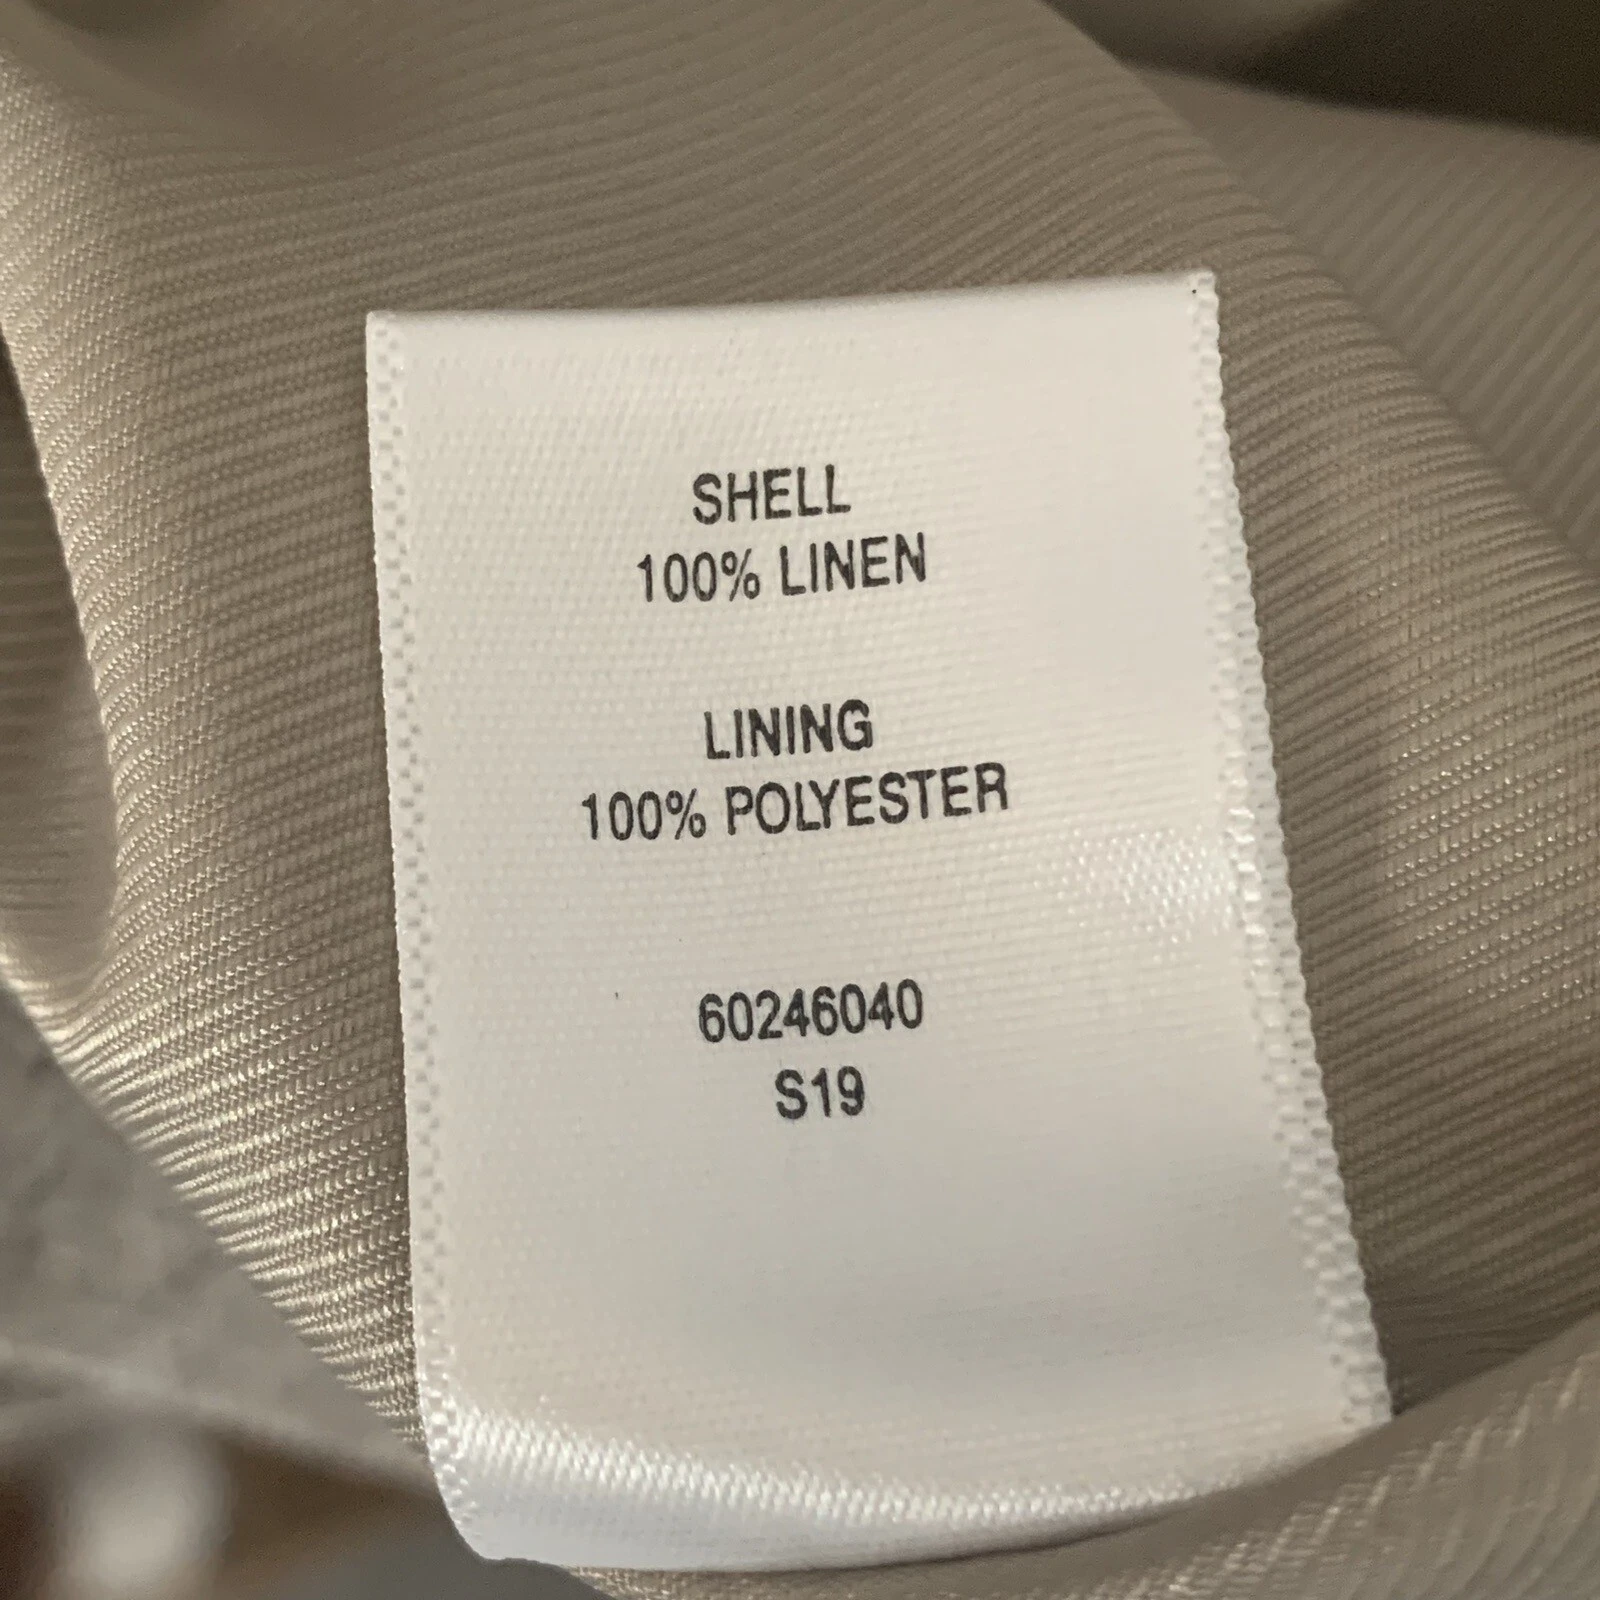 SHELL
100% LINEN
LINING
100% POLYESTER
60246040
S19